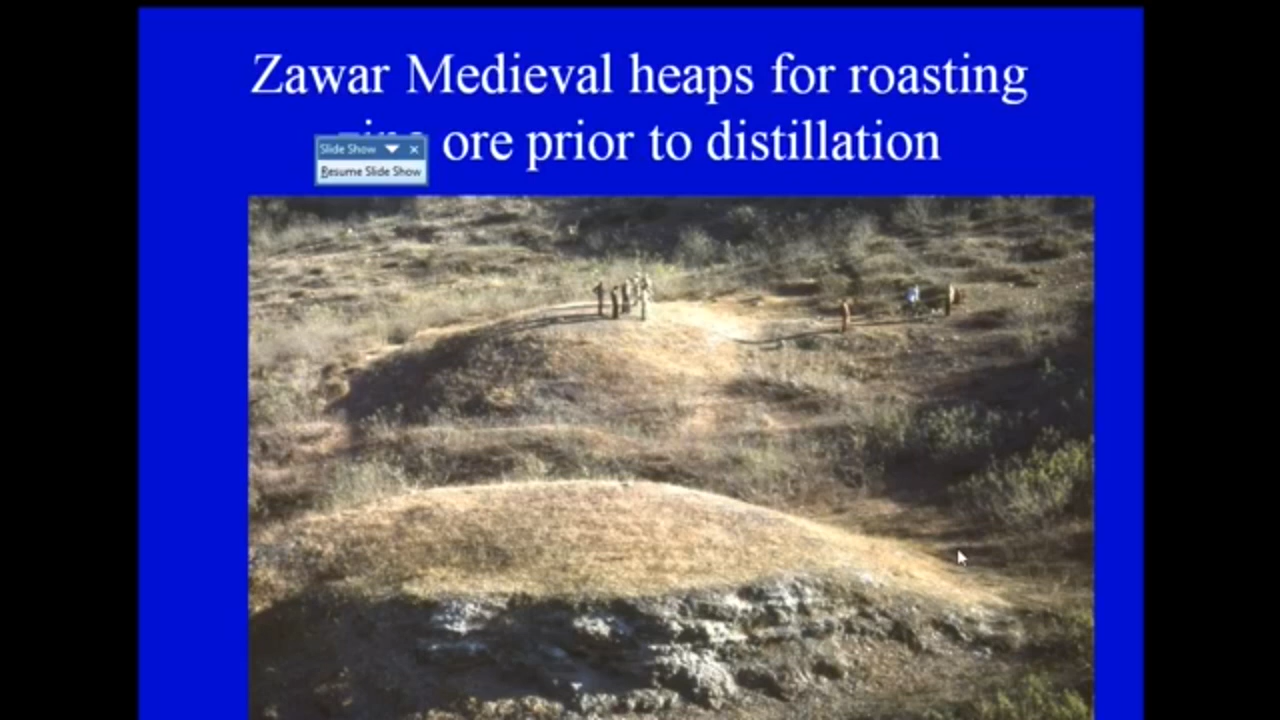 Zawar Medieval heaps for roasting
ore prior to distillation
Slide Show
Resume Slide Show